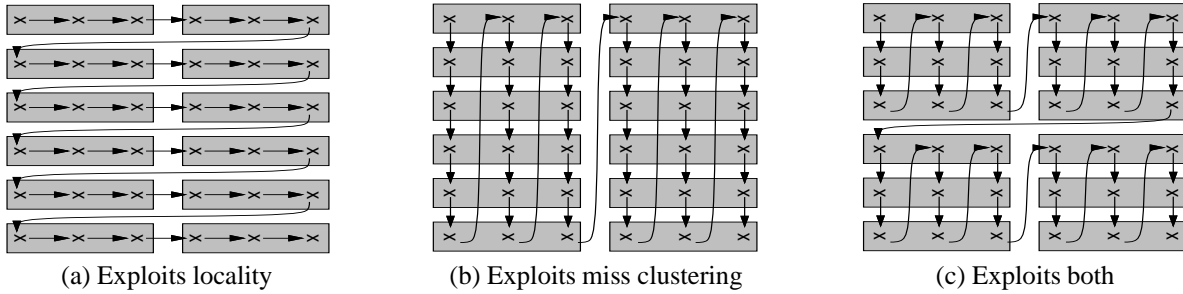 (a) Exploits locality
(b) Exploits miss clustering
(c) Exploits both